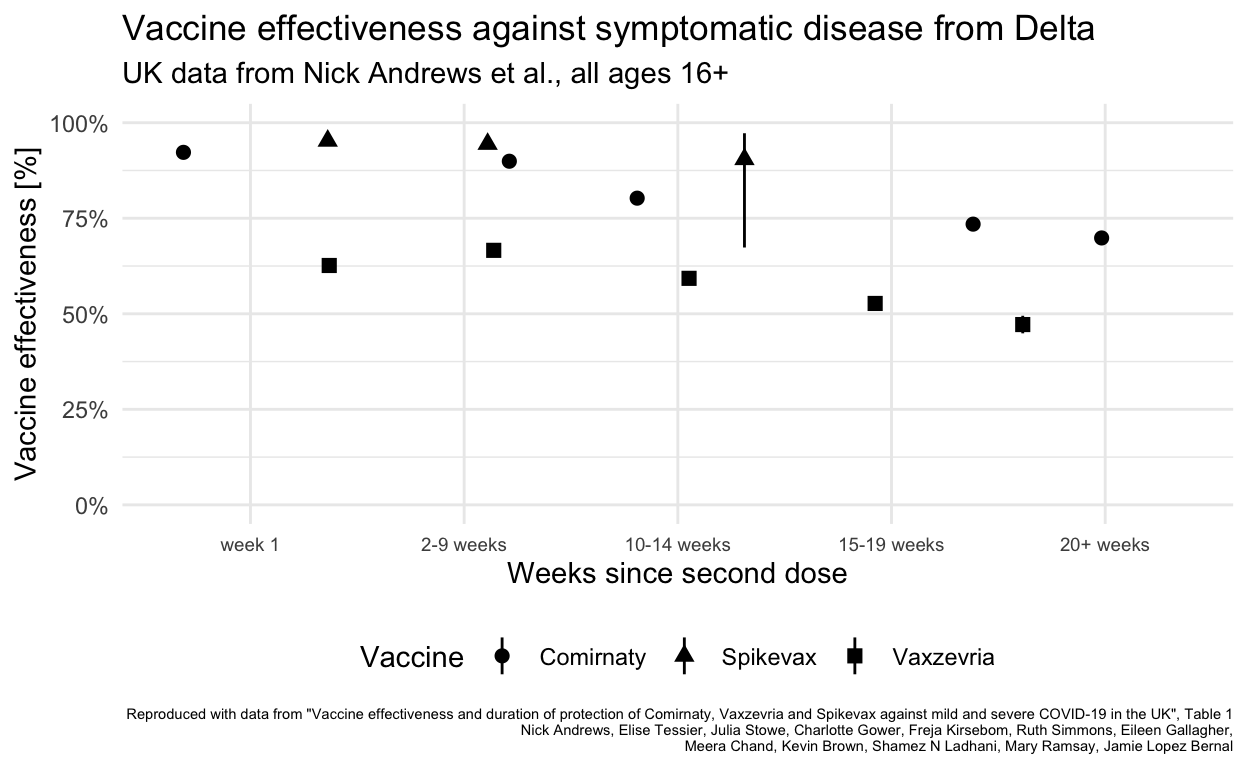 Vaccine effectiveness against symptomatic disease from Delta
UK data from Nick Andrews et al., all ages 16+
Vaccine effectiveness [%]
100%
75%
50%
25%
0%
week 1
2-9 weeks
10-14 weeks
15-19 weeks
20+ weeks
Weeks since second dose
Vaccine
Comirnaty
Spikevax
Vaxzevria
Reproduced with data from "Vaccine effectiveness and duration of protection of Comirnaty, Vaxzevria and Spikevax against mild and severe COVID-19 in the UK", Table 1
Nick Andrews, Elise Tessier, Julia Stowe, Charlotte Gower, Freja Kirsebom, Ruth Simmons, Eileen Gallagher,
Meera Chand, Kevin Brown, Shamez N Ladhani, Mary Ramsay, Jamie Lopez Bernal